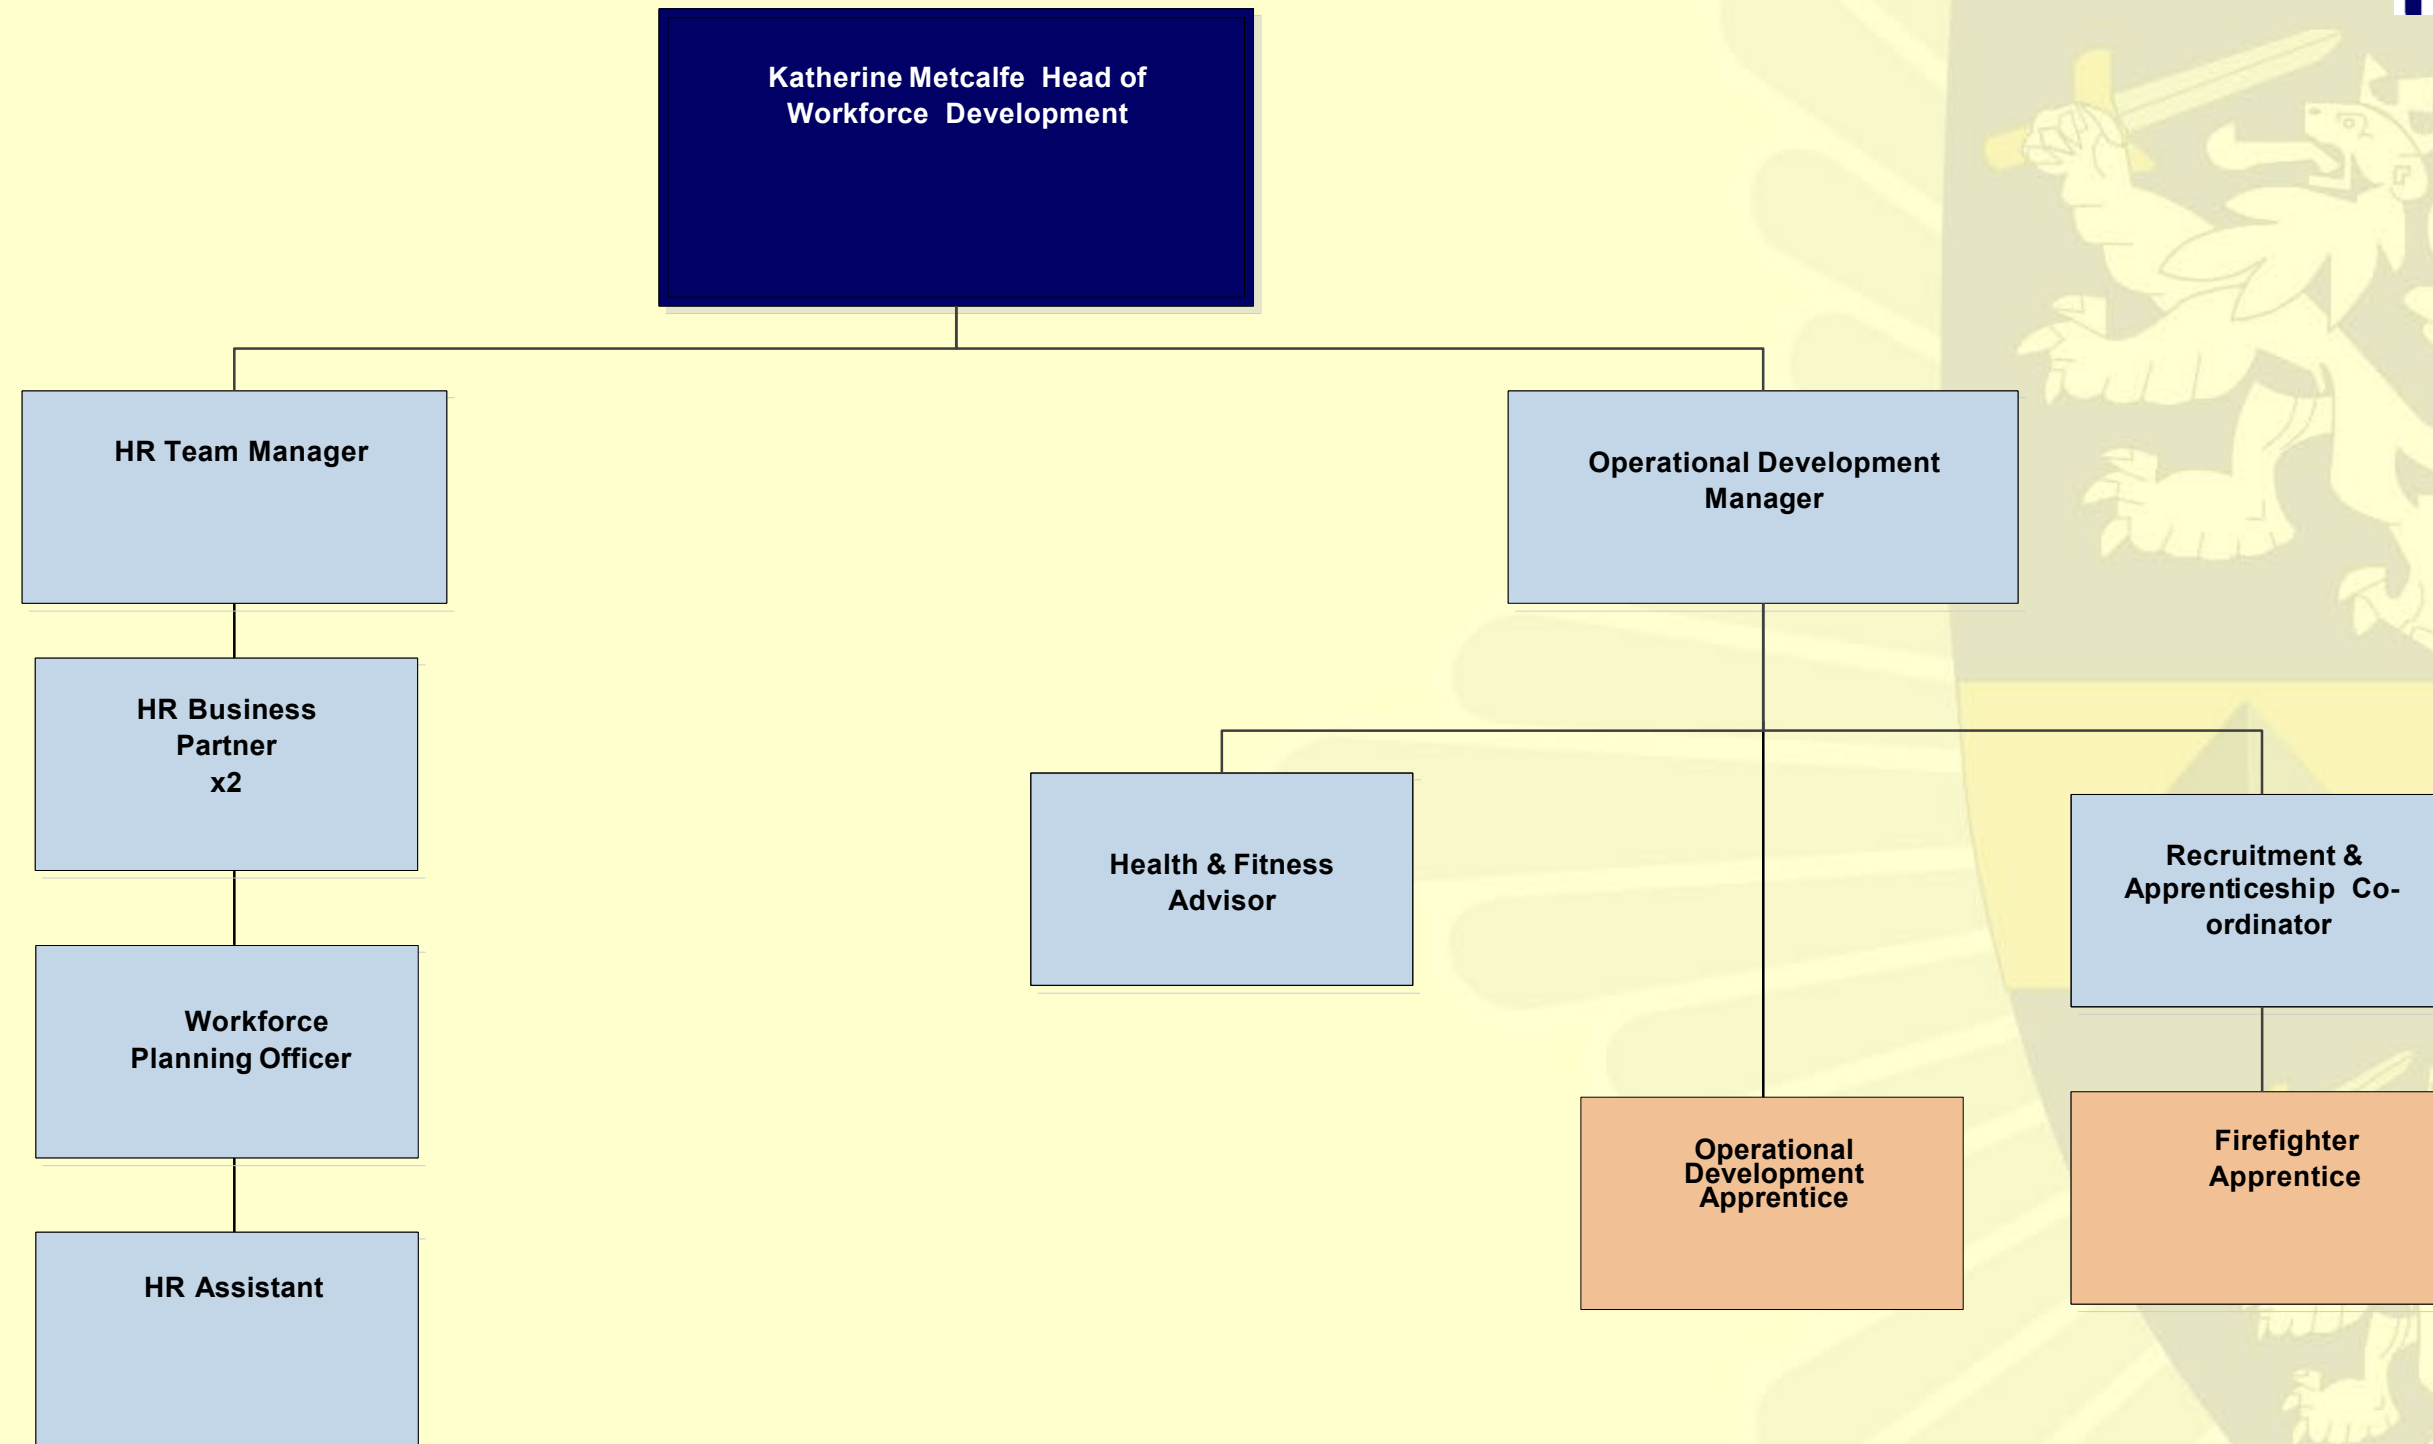 Katherine Metcalfe Head of
Workforce Development
HR Team Manager
Operational Development
Manager
HR Business
Partner
x2
Health & Fitness
Advisor
Recruitment &
Apprenticeship Co-
ordinator
Workforce
Planning Officer
Operational
Development
Apprentice
Firefighter
Apprentice
HR Assistant